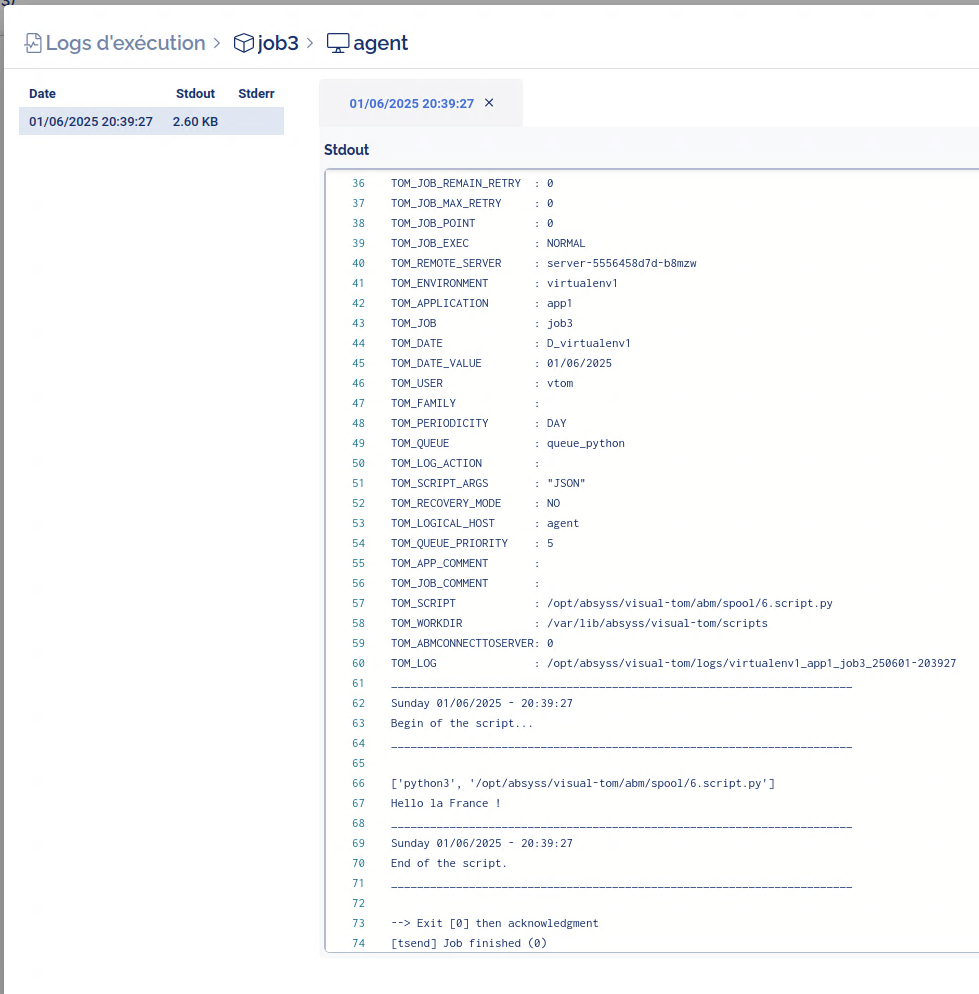 Logs d'exécution > job3 > agent
Date Stdout Stderr
01/06/2025 20:39:27 2.60 KB
01/06/2025 20:39:27 ×
Stdout
36 TOM_JOB_REMAIN_RETRY : 0
37 TOM_JOB_MAX_RETRY : 0
38 TOM_JOB_POINT : 0
39 TOM_JOB_EXEC : NORMAL
40 TOM_REMOTE_SERVER : server-5556458d7d-b8mzw
41 TOM_ENVIRONMENT : virtualenv1
42 TOM_APPLICATION : app1
43 TOM_JOB : job3
44 TOM_DATE : D_virtualenv1
45 TOM_DATE_VALUE : 01/06/2025
46 TOM_USER : vtom
47 TOM_FAMILY :
48 TOM_PERIODICITY : DAY
49 TOM_QUEUE : queue_python
50 TOM_LOG_ACTION :
51 TOM_SCRIPT_ARGS : "JSON"
52 TOM_RECOVERY_MODE : NO
53 TOM_LOGICAL_HOST : agent
54 TOM_QUEUE_PRIORITY : 5
55 TOM_APP_COMMENT :
56 TOM_JOB_COMMENT :
57 TOM_SCRIPT : /opt/absyss/visual-tom/abm/spool/6.script.py
58 TOM_WORKDIR : /var/lib/absyss/visual-tom/scripts
59 TOM_ABMCONNECTTOSERVER: 0
60 TOM_LOG : /opt/absyss/visual-tom/logs/virtualenv1_app1_job3_250601-203927
61 _______________________________________________________________________
62 Sunday 01/06/2025 - 20:39:27
63 Begin of the script...
64 _______________________________________________________________________
65
66 ['python3', '/opt/absyss/visual-tom/abm/spool/6.script.py']
67 Hello la France !
68 _______________________________________________________________________
69 Sunday 01/06/2025 - 20:39:27
70 End of the script.
71 _______________________________________________________________________
72
73 --> Exit [0] then acknowledgment
74 [tsend] Job finished (0)